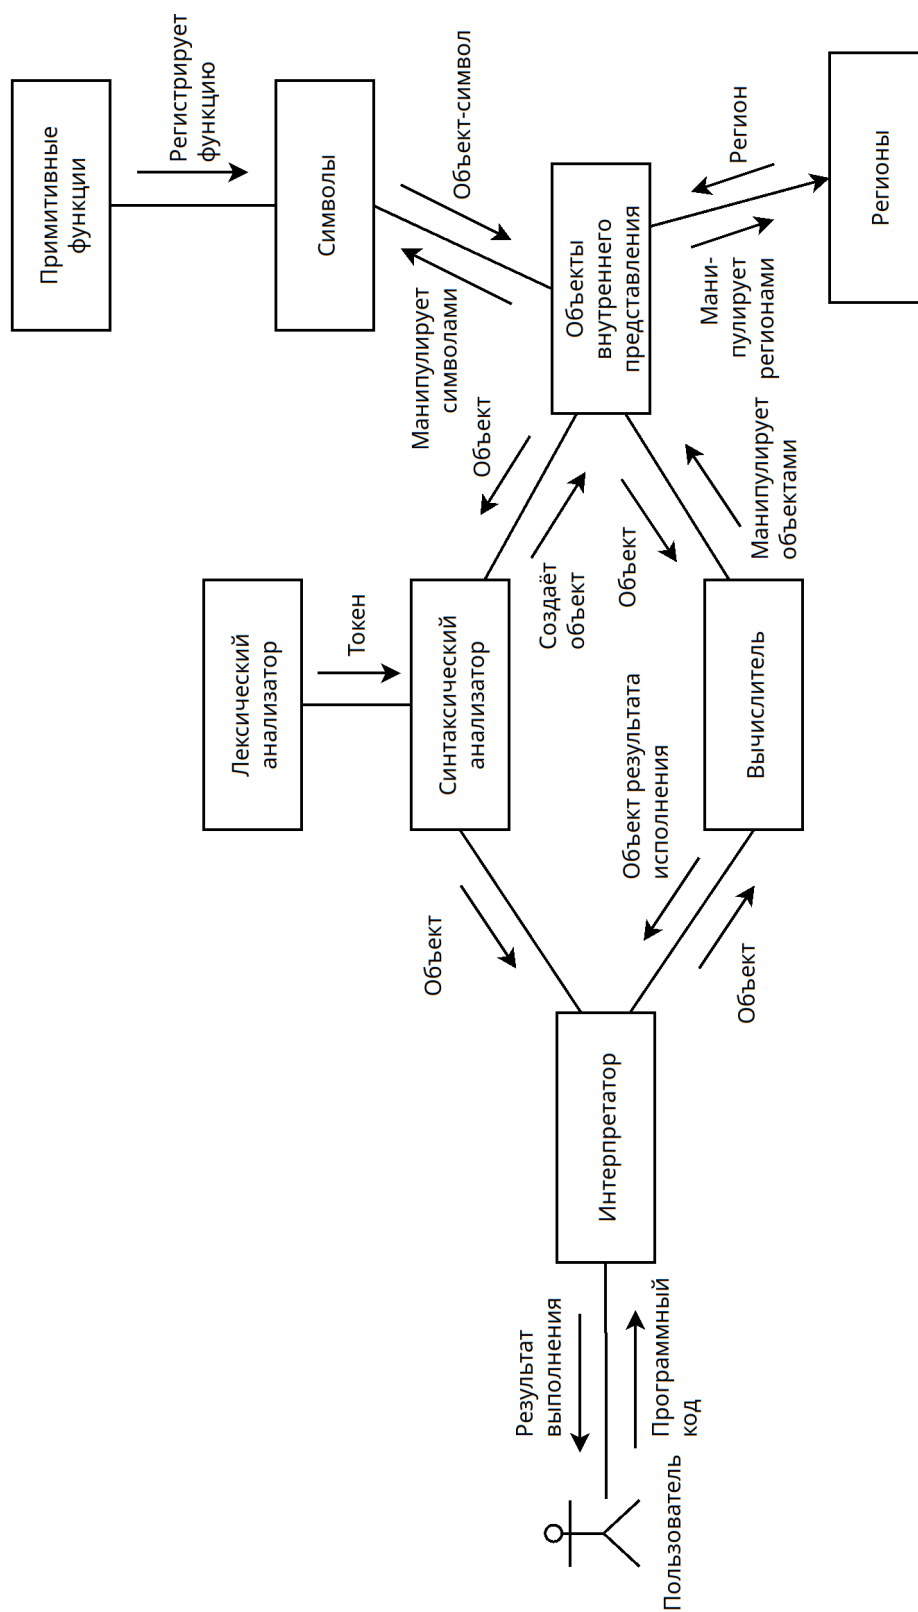 Примитивные
функции
Регистрирует
функцию
Символы
Объект-символ
Манипулирует
символами
Объекты
внутреннего
представления
Регион
Мани-
пулирует
регионами
Регионы
Объект
Создаёт
объект
Объект
Манипулирует
объектами
Лексический
анализатор
Токен
Синтаксический
анализатор
Вычислитель
Объект результата
исполнения
Объект
Объект
Интерпретатор
Результат
выполнения
Программный
код
Пользователь